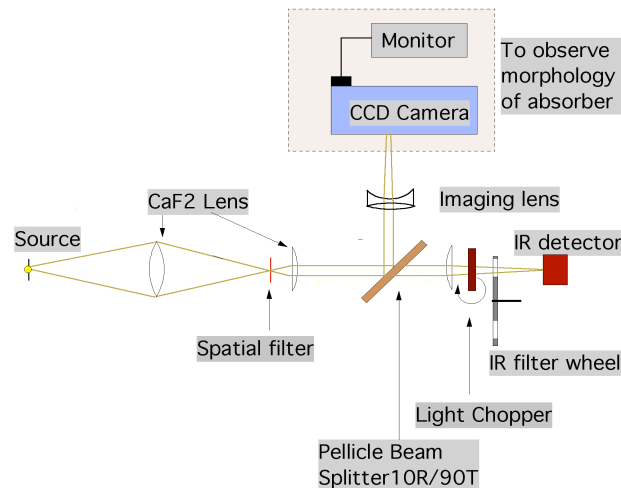 Monitor
To observe
morphology
of absorber
CCD Camera
CaF2 Lens
Imaging lens
Source
IR detector
Spatial filter
IR filter wheel
Light Chopper
Pellicle Beam
Splitter10R/90T